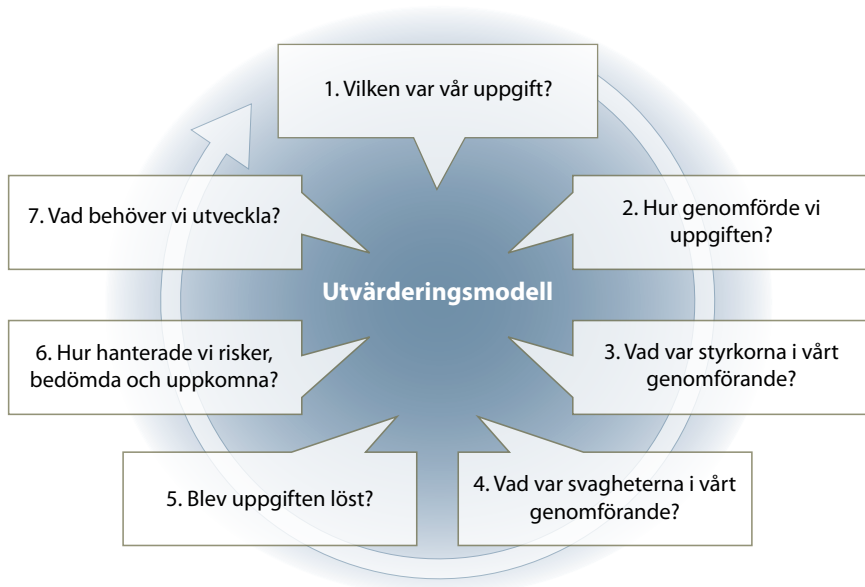 1. Vilken var vår uppgift?
2. Hur genomförde vi
uppgiften?
3. Vad var styrkorna i vårt
genomförande?
4. Vad var svagheterna i vårt
genomförande?
5. Blev uppgiften löst?
6. Hur hanterade vi risker,
bedömda och uppkomna?
7. Vad behöver vi utveckla?
Utvärderingsmodell